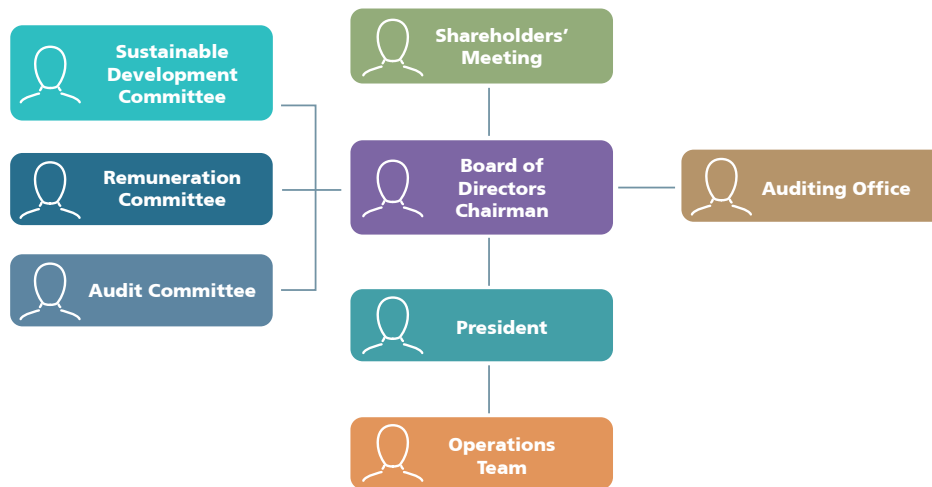 Sustainable
Development
Committee
Shareholders’
Meeting
Remuneration
Committee
Board of
Directors
Chairman
Auditing Office
Audit Committee
President
Operations
Team